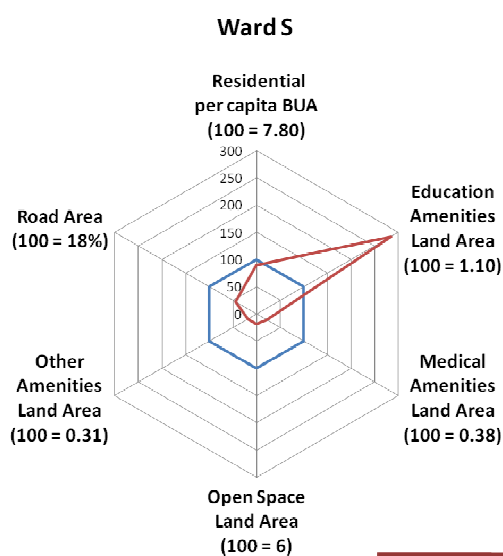 Ward S
Residential
per capita BUA
(100 = 7.80)
300
250
200
150
100
50
0
Education
Amenities
Land Area
(100 = 1.10)
Road Area
(100 = 18%)
Other
Amenities
Land Area
(100 = 0.31)
Medical
Amenities
Land Area
(100 = 0.38)
Open Space
Land Area
(100 = 6)